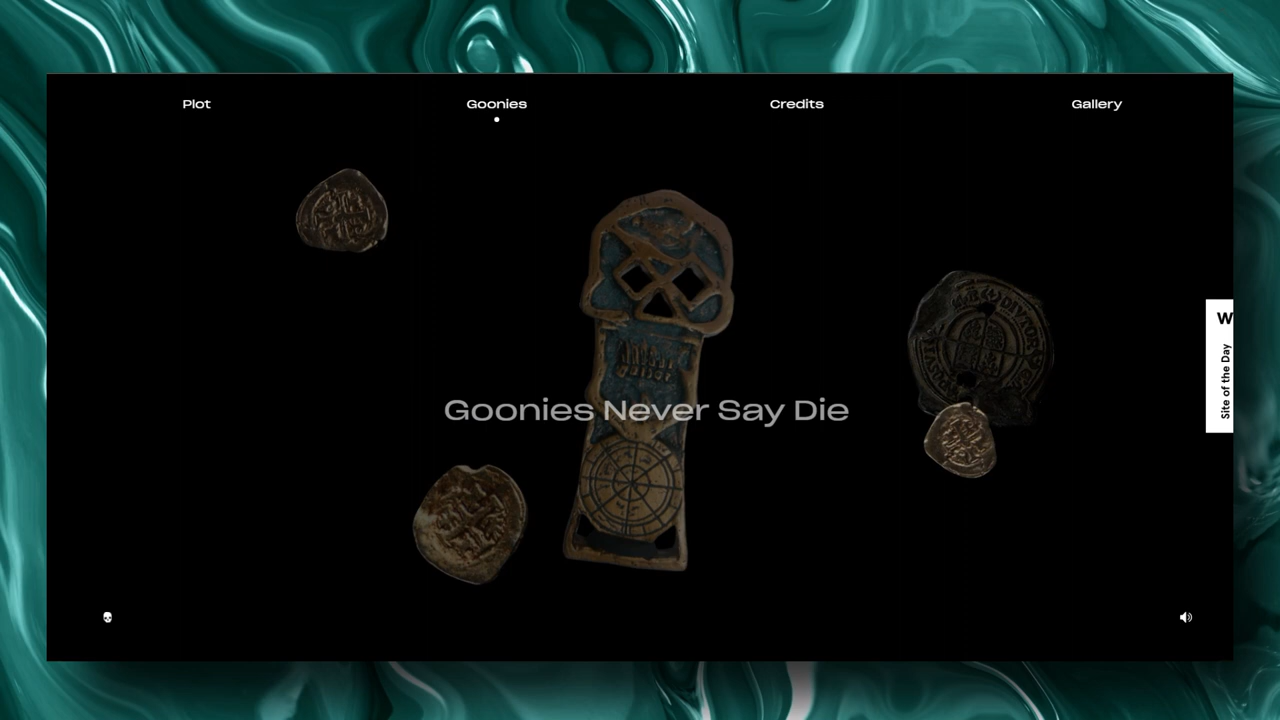 Plot
Goonies
Credits
Gallery
Goonies Never Say Die
W
Site of the Day